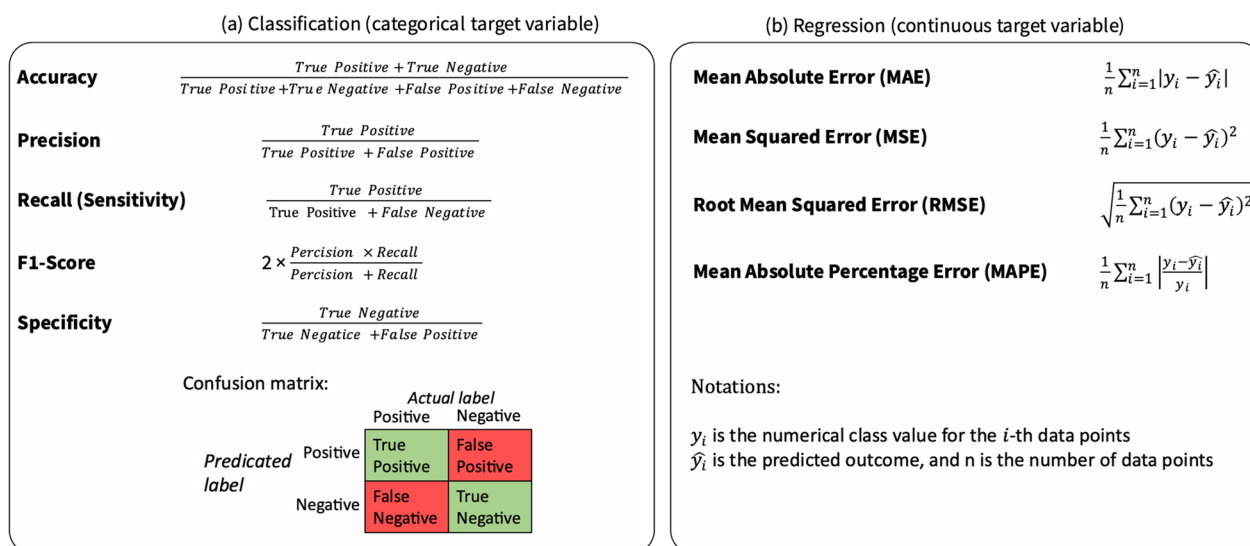 (a) Classification (categorical target variable)
Accuracy
True Positive + True Negative
True Positive +True Negative +False Positive +False Negative
Precision
True Positive
True Positive + False Positive
Recall (Sensitivity)
True Positive
True Positive + False Negative
F1-Score
2 × Percision × Recall
Percision + Recall
Specificity
True Negative
True Negatice +False Positive
Confusion matrix:
Actual label
Positive Negative
Predicated label
Positive
True Positive
False Positive
Negative
False Negative
True Negative
(b) Regression (continuous target variable)
Mean Absolute Error (MAE) 1/n ∑ⁿᵢ₌₁|yᵢ − ŷᵢ|
Mean Squared Error (MSE) 1/n ∑ⁿᵢ₌₁(yᵢ − ŷᵢ)²
Root Mean Squared Error (RMSE) √(1/n ∑ⁿᵢ₌₁(yᵢ − ŷᵢ)²)
Mean Absolute Percentage Error (MAPE) 1/n ∑ⁿᵢ₌₁ |(yᵢ−ŷᵢ)/yᵢ|
Notations:
yᵢ is the numerical class value for the i-th data points
ŷᵢ is the predicted outcome, and n is the number of data points